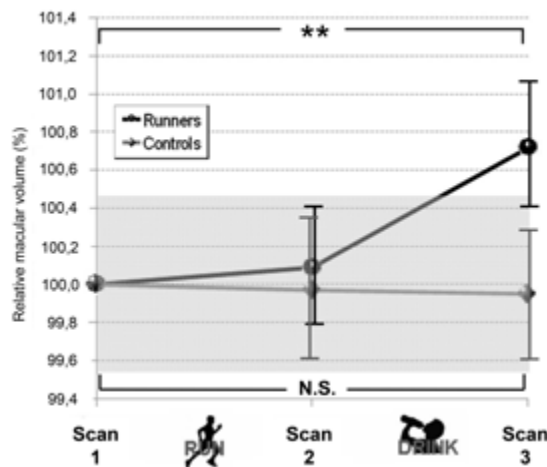 101,4
**
101,2
101,0
Runners
Controls
100,8
100,6
100,4
100,2
100,0
99,8
99,6
99,4
Relative macular volume (%)
N.S.
Scan
1
RUN
Scan
2
DRINK
Scan
3